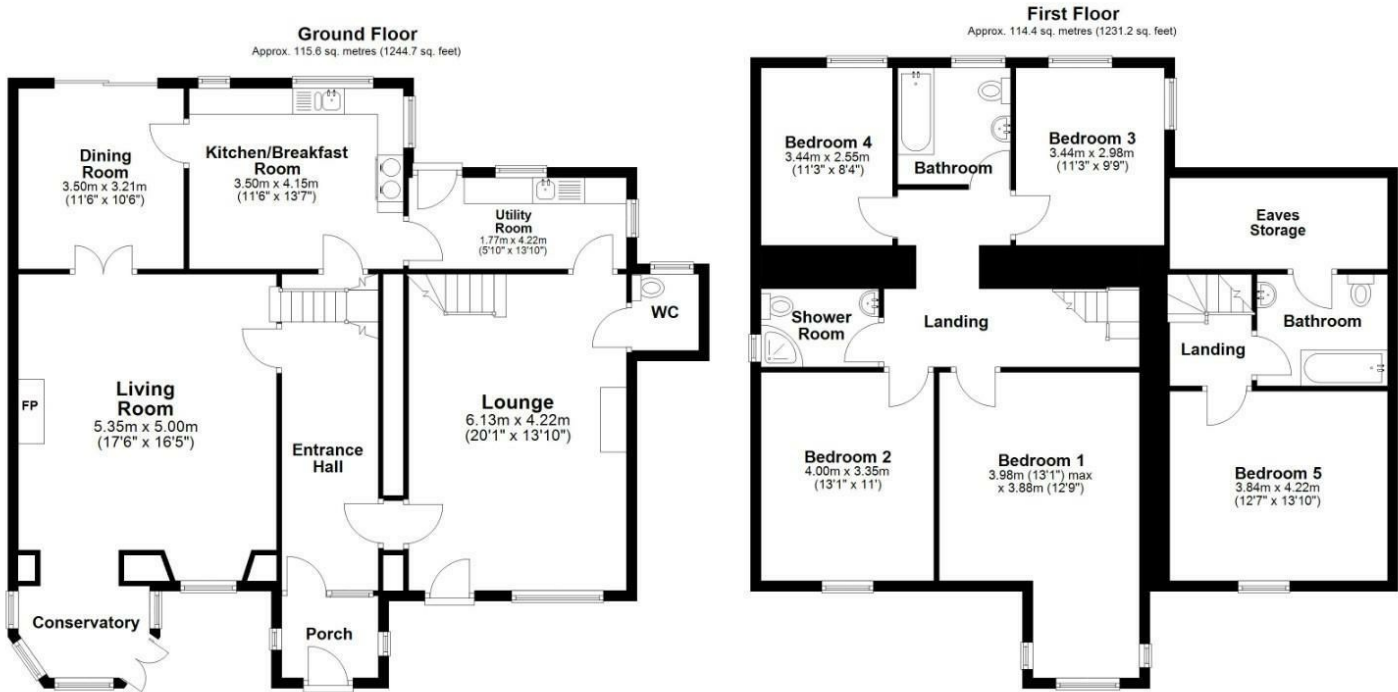 Ground Floor
Approx. 115.6 sq. metres (1244.7 sq. feet)
Dining
Room
3.50m x 3.21m
(11'6" x 10'6")
Kitchen/Breakfast
Room
3.50m x 4.15m
(11'6" x 13'7")
Utility
Room
1.77m x 4.22m
(5'10" x 13'10")
WC
Living
Room
5.35m x 5.00m
(17'6" x 16'5")
FP
Entrance
Hall
Lounge
6.13m x 4.22m
(20'1" x 13'10")
Conservatory
Porch
First Floor
Approx. 114.4 sq. metres (1231.2 sq. feet)
Bedroom 4
3.44m x 2.55m
(11'3" x 8'4")
Bathroom
Bedroom 3
3.44m x 2.98m
(11'3" x 9'9")
Eaves
Storage
Shower
Room
Landing
Landing
Bathroom
Bedroom 2
4.00m x 3.35m
(13'1" x 11')
Bedroom 1
3.98m (13'1") max
x 3.88m (12'9")
Bedroom 5
3.84m x 4.22m
(12'7" x 13'10")